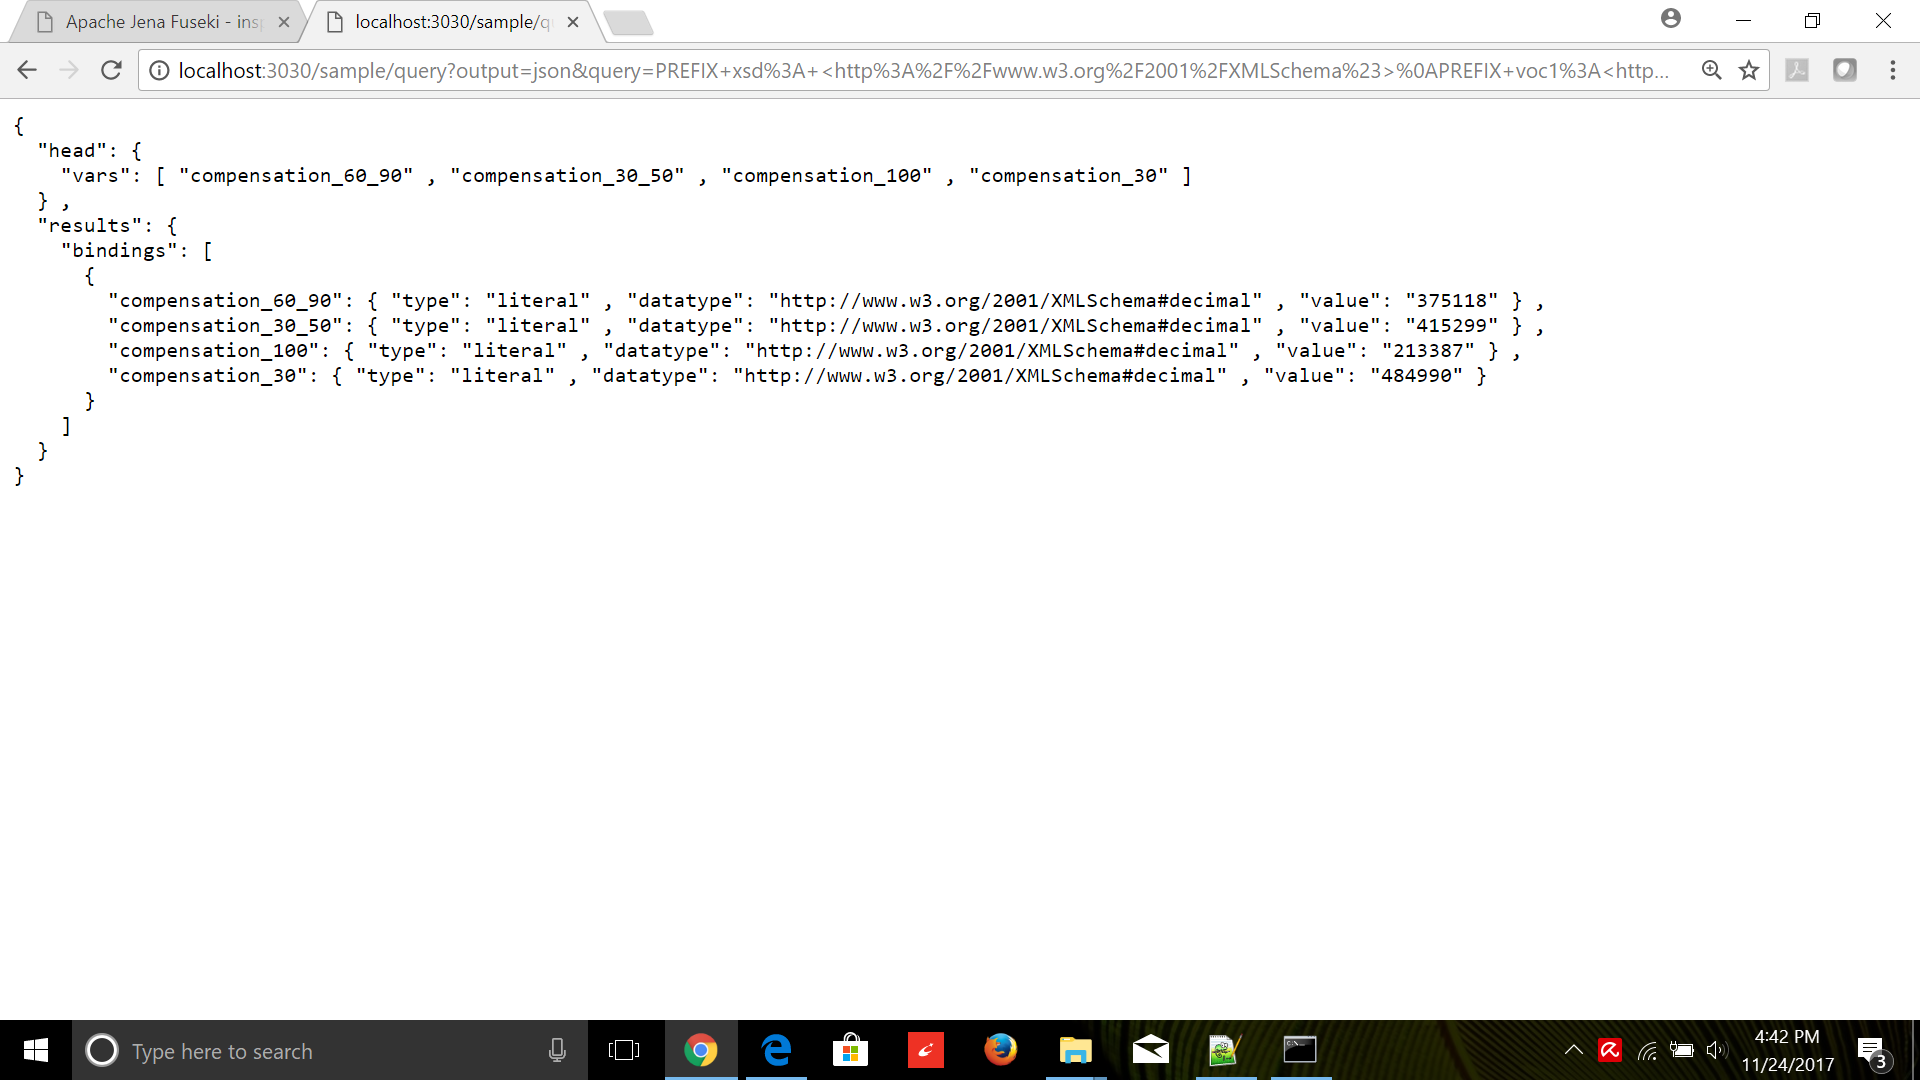 Apache Jena Fuseki - insp
localhost:3030/sample/q
localhost:3030/sample/query?output=json&query=PREFIX+xsd%3A+<http%3A%2F%2Fwww.w3.org%2F2001%2FXMLSchema%23>%0APREFIX+voc1%3A<http...
{
"head": {
"vars": [ "compensation_60_90" , "compensation_30_50" , "compensation_100" , "compensation_30" ]
} ,
"results": {
"bindings": [
{
"compensation_60_90": { "type": "literal" , "datatype": "http://www.w3.org/2001/XMLSchema#decimal" , "value": "375118" } ,
"compensation_30_50": { "type": "literal" , "datatype": "http://www.w3.org/2001/XMLSchema#decimal" , "value": "415299" } ,
"compensation_100": { "type": "literal" , "datatype": "http://www.w3.org/2001/XMLSchema#decimal" , "value": "213387" } ,
"compensation_30": { "type": "literal" , "datatype": "http://www.w3.org/2001/XMLSchema#decimal" , "value": "484990" }
}
]
}
}
Type here to search
4:42 PM
11/24/2017
3